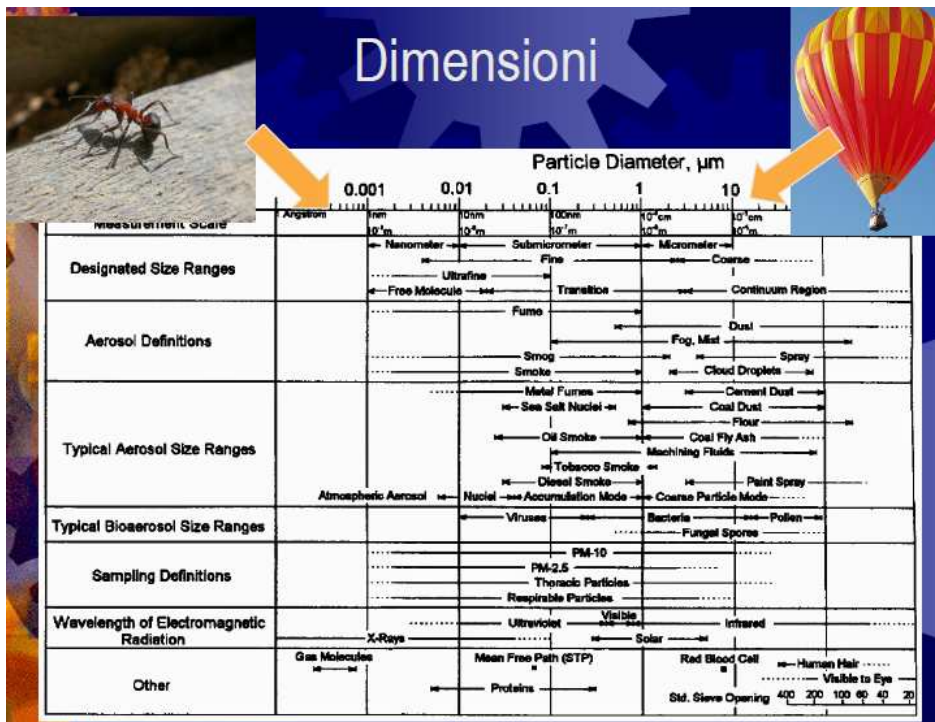 Dimensioni
Particle Diameter, µm
0.001 0.01 0.1 1 10
Measurement Scale
1 Angstrom 1nm 10nm 100nm
Designated Size Ranges
Nanometer Submicrometer Micrometer
Fine Coarse
Ultrafine
Free Molecule Transition Continuum Region
Aerosol Definitions
Fume
Dust
Fog, Mist
Smog Spray
Smoke Cloud Droplets
Typical Aerosol Size Ranges
Metal Fumes Cement Dust
Sea Salt Nuclei Coal Dust
Flour
Oil Smoke Coal Fly Ash
Machining Fluids
Tobacco Smoke
Diesel Smoke Paint Spray
Atmospheric Aerosol Nuclei Accumulation Mode Coarse Particle Mode
Typical Bioaerosol Size Ranges
Viruses Bacteria Pollen
Fungal Spores
Sampling Definitions
PM-10
PM-2.5
Thoracic Particles
Respirable Particles
Wavelength of Electromagnetic
Radiation
Visible
Ultraviolet Infrared
X-Rays Solar
Other
Gas Molecules Mean Free Path (STP) Red Blood Cell Human Hair
Visible to Eye
Proteins
Std. Sieve Opening 400 200 100 60 40 20